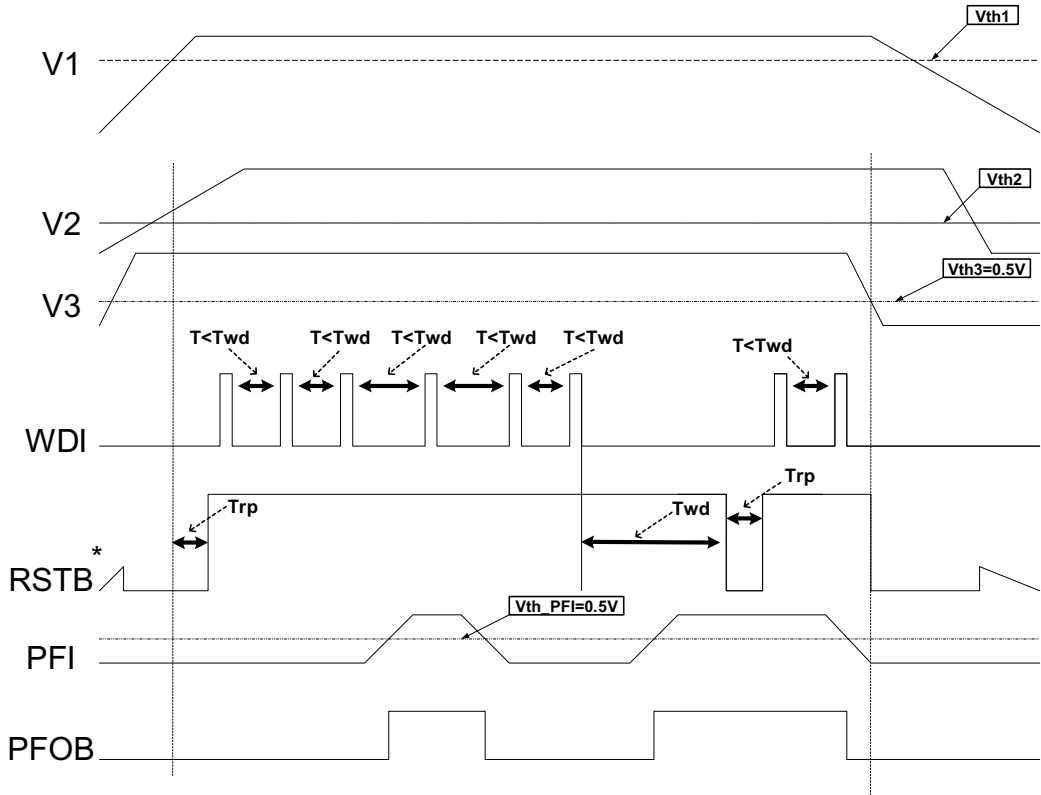 Vth1
V1
Vth2
V2
Vth3=0.5V
V3
T<Twd T<Twd T<Twd T<Twd T<Twd T<Twd
WDI
Trp Twd Trp
*
RSTB
Vth_PFI=0.5V
PFI
PFOB